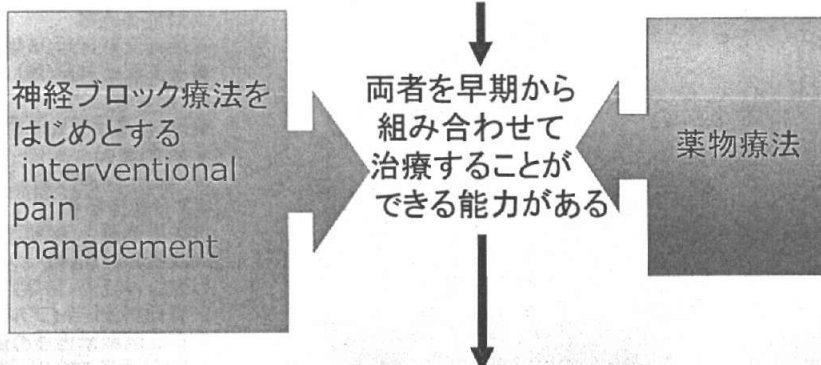 神経ブロック療法を
はじめとする
interventional
pain
management
両者を早期から
組み合わせて
治療することが
できる能力がある
薬物療法